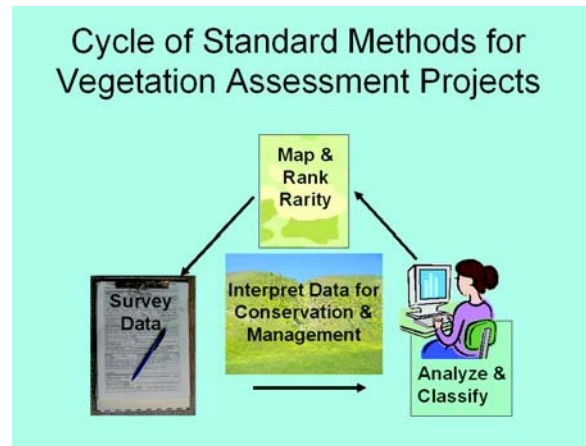 Cycle of Standard Methods for
Vegetation Assessment Projects
Map &
Rank
Rarity
Survey
Data
Interpret Data for
Conservation &
Management
Analyze &
Classify